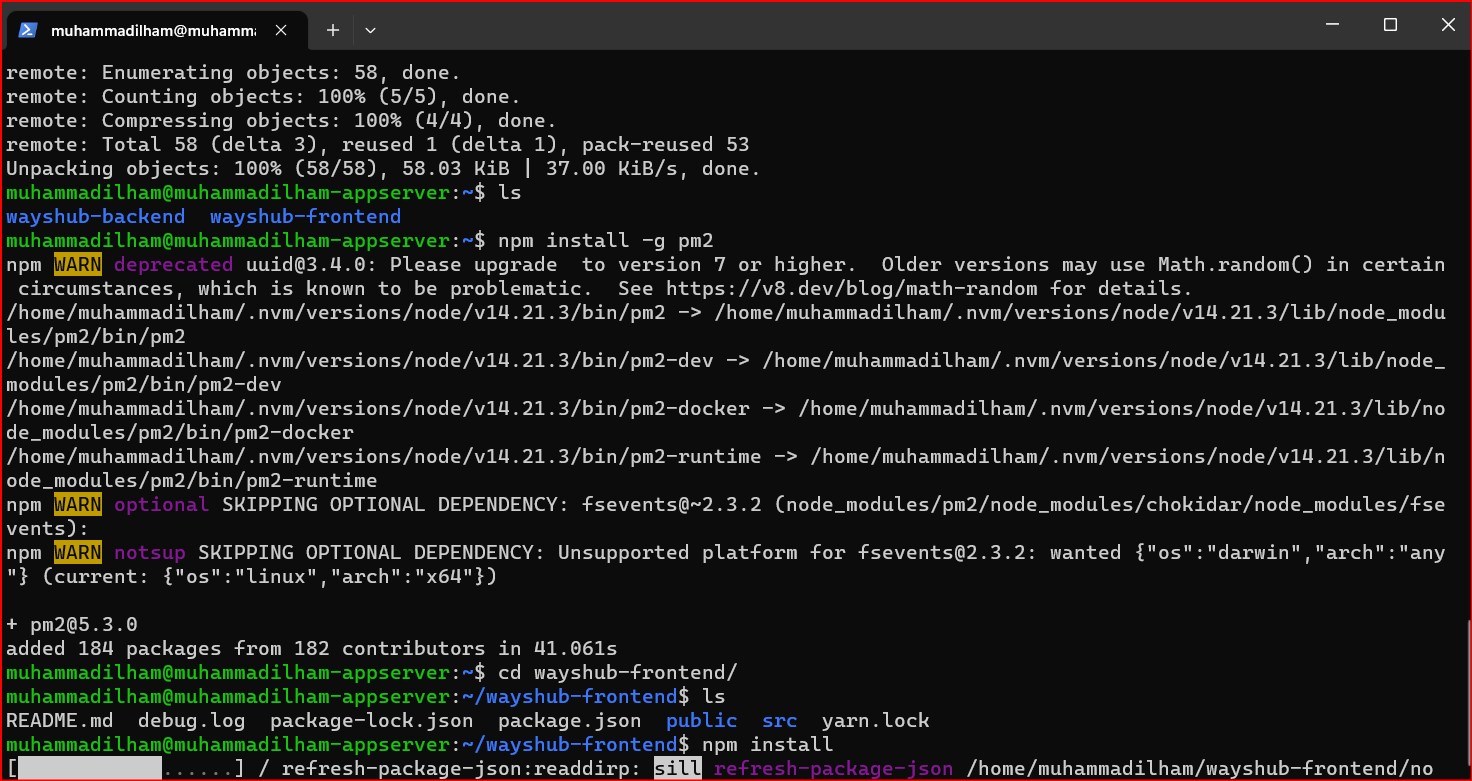 muhammadilham@muhamma
remote: Enumerating objects: 58, done.
remote: Counting objects: 100% (5/5), done.
remote: Compressing objects: 100% (4/4), done.
remote: Total 58 (delta 3), reused 1 (delta 1), pack-reused 53
Unpacking objects: 100% (58/58), 58.03 KiB | 37.00 KiB/s, done.
muhammadilham@muhammadilham-appserver:~$ ls
wayshub-backend  wayshub-frontend
muhammadilham@muhammadilham-appserver:~$ npm install -g pm2
npm WARN deprecated uuid@3.4.0: Please upgrade  to version 7 or higher.  Older versions may use Math.random() in certain
 circumstances, which is known to be problematic.  See https://v8.dev/blog/math-random for details.
/home/muhammadilham/.nvm/versions/node/v14.21.3/bin/pm2 -> /home/muhammadilham/.nvm/versions/node/v14.21.3/lib/node_modu
les/pm2/bin/pm2
/home/muhammadilham/.nvm/versions/node/v14.21.3/bin/pm2-dev -> /home/muhammadilham/.nvm/versions/node/v14.21.3/lib/node_
modules/pm2/bin/pm2-dev
/home/muhammadilham/.nvm/versions/node/v14.21.3/bin/pm2-docker -> /home/muhammadilham/.nvm/versions/node/v14.21.3/lib/no
de_modules/pm2/bin/pm2-docker
/home/muhammadilham/.nvm/versions/node/v14.21.3/bin/pm2-runtime -> /home/muhammadilham/.nvm/versions/node/v14.21.3/lib/n
ode_modules/pm2/bin/pm2-runtime
npm WARN optional SKIPPING OPTIONAL DEPENDENCY: fsevents@~2.3.2 (node_modules/pm2/node_modules/chokidar/node_modules/fse
vents):
npm WARN notsup SKIPPING OPTIONAL DEPENDENCY: Unsupported platform for fsevents@2.3.2: wanted {"os":"darwin","arch":"any
"} (current: {"os":"linux","arch":"x64"})
+ pm2@5.3.0
added 184 packages from 182 contributors in 41.061s
muhammadilham@muhammadilham-appserver:~$ cd wayshub-frontend/
muhammadilham@muhammadilham-appserver:~/wayshub-frontend$ ls
README.md  debug.log  package-lock.json  package.json  public  src  yarn.lock
muhammadilham@muhammadilham-appserver:~/wayshub-frontend$ npm install
[            ......] / refresh-package-json:readdirp: sill refresh-package-json /home/muhammadilham/wayshub-frontend/no